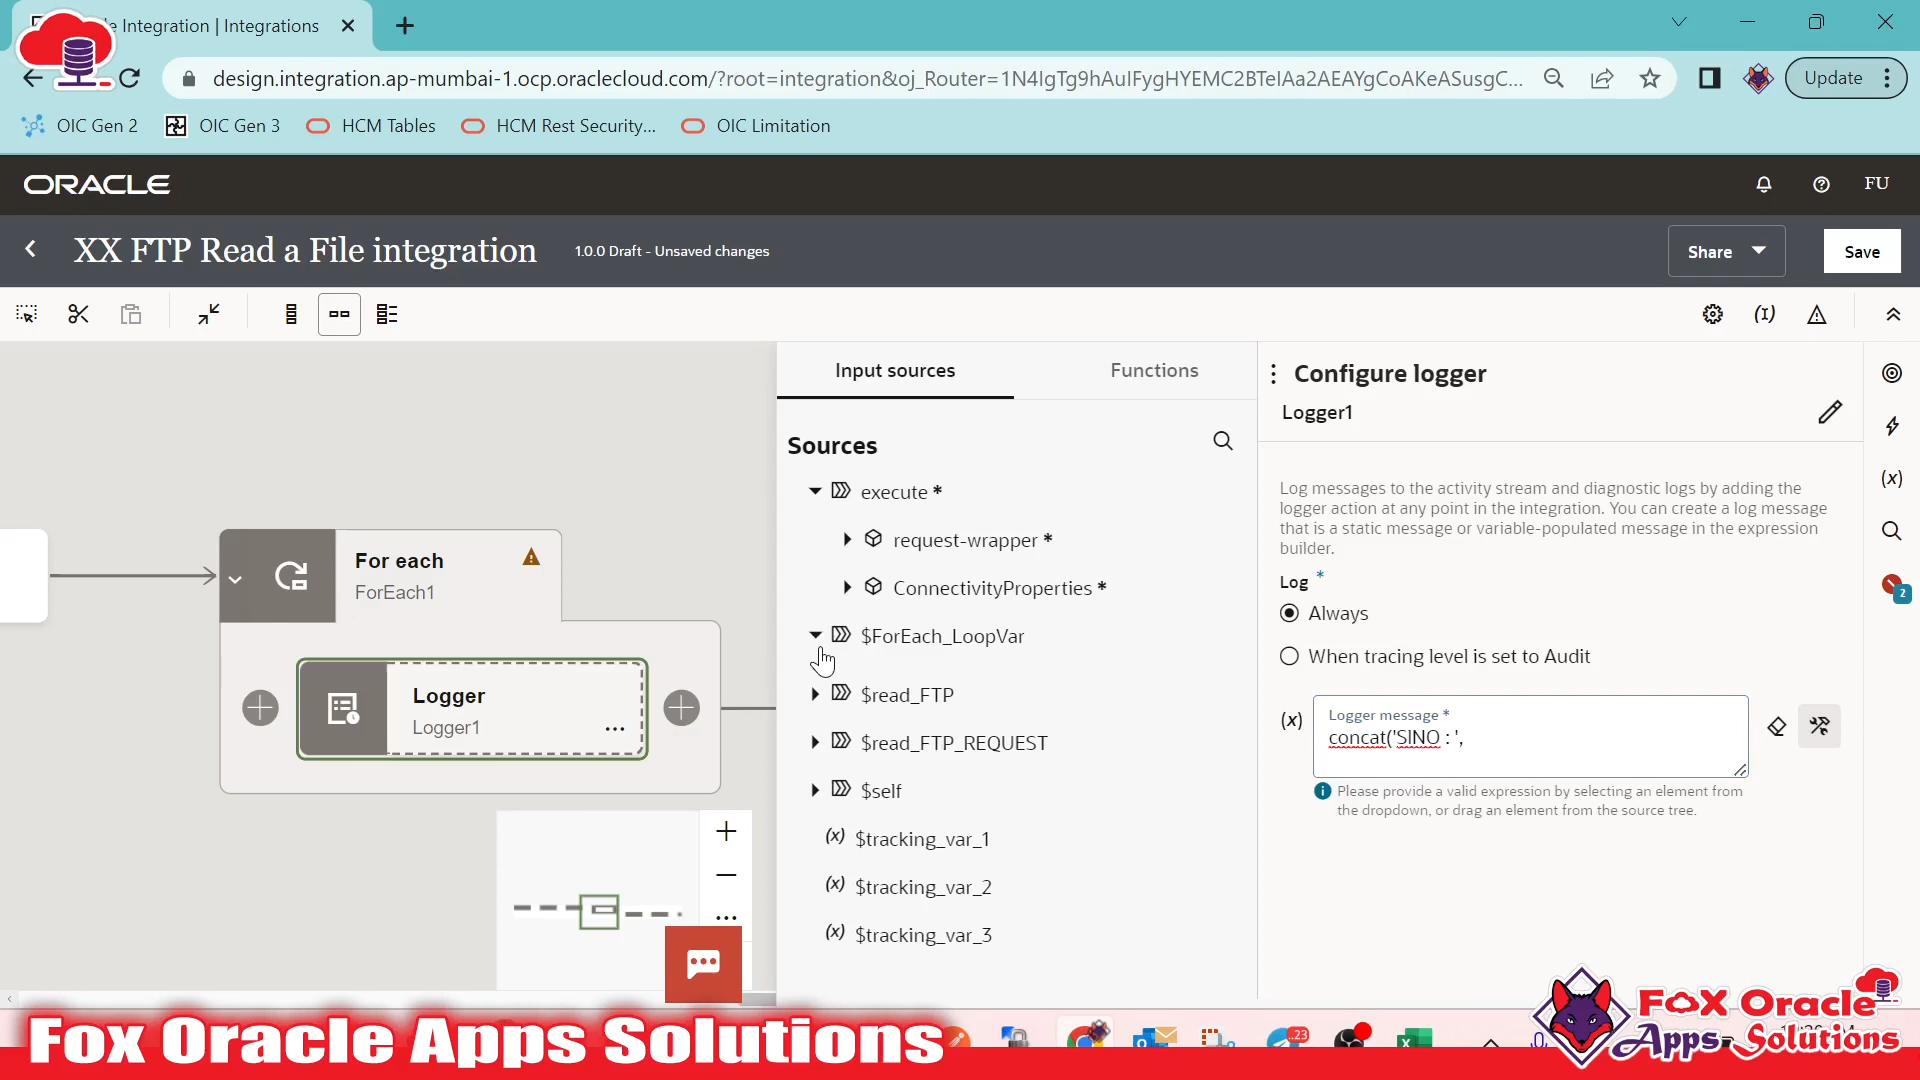 e Integration | Integrations
design.integration.ap-mumbai-1.ocp.oraclecloud.com/?root=integration&oj_Router=1N4IgTg9hAuIFygHYEMC2BTeIAa2AEAYgCoAKeASusgC...
Update
OIC Gen 2
OIC Gen 3
HCM Tables
HCM Rest Security...
OIC Limitation
ORACLE
FU
XX FTP Read a File integration
1.0.0 Draft - Unsaved changes
Share
Save
Input sources
Functions
Configure logger
Logger1
Sources
execute *
request-wrapper *
ConnectivityProperties *
$ForEach_LoopVar
$read_FTP
$read_FTP_REQUEST
$self
(x) $tracking_var_1
(x) $tracking_var_2
(x) $tracking_var_3
For each
ForEach1
Logger
Logger1
...
Log messages to the activity stream and diagnostic logs by adding the
logger action at any point in the integration. You can create a log message
that is a static message or variable-populated message in the expression
builder.
Log *
Always
When tracing level is set to Audit
(x)
Logger message *
concat('SlNO : ',
Please provide a valid expression by selecting an element from
the dropdown, or drag an element from the source tree.
(I)
(x)
2
..23
Fox Oracle Apps Solutions
Fox Oracle
Apps Solutions